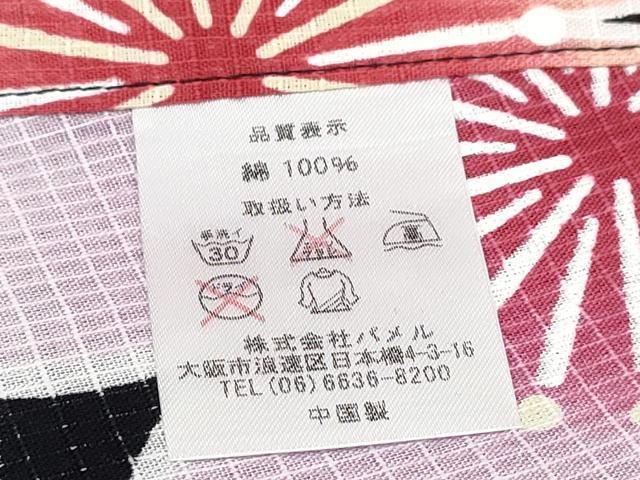 品質表示
綿 100%
取扱い方法
手洗イ
30
高
株式会社パメル
大阪市浪速区日本橋4-3-16
TEL(06)6636-8200
中国製